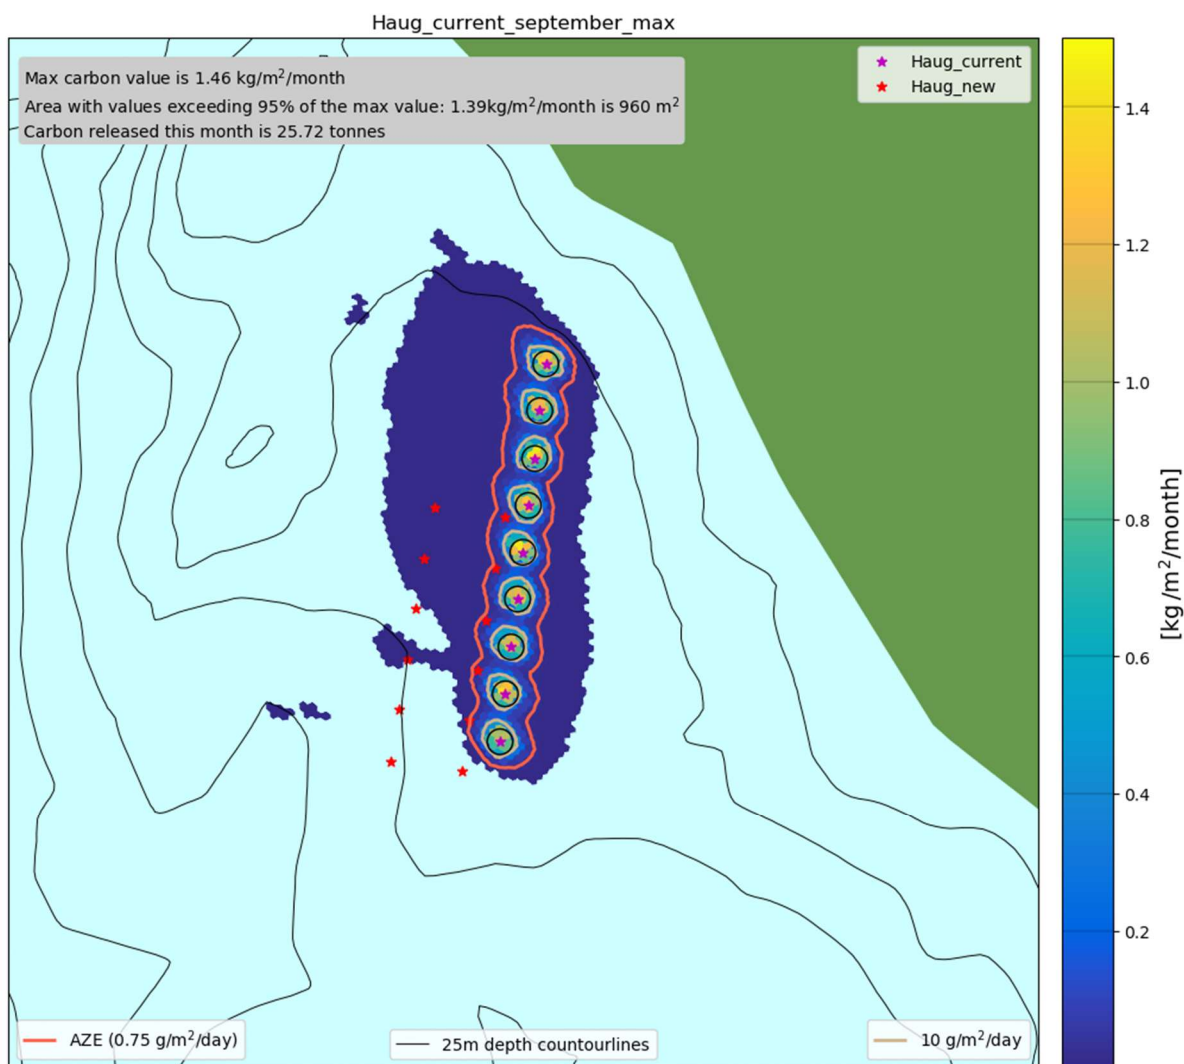 Haug_current_september_max
Max carbon value is 1.46 kg/m²/month
Area with values exceeding 95% of the max value: 1.39kg/m²/month is 960 m²
Carbon released this month is 25.72 tonnes
Haug_current
Haug_new
1.4
1.2
1.0
0.8
0.6
0.4
0.2
[kg/m²/month]
AZE (0.75 g/m²/day)
25m depth countourlines
10 g/m²/day